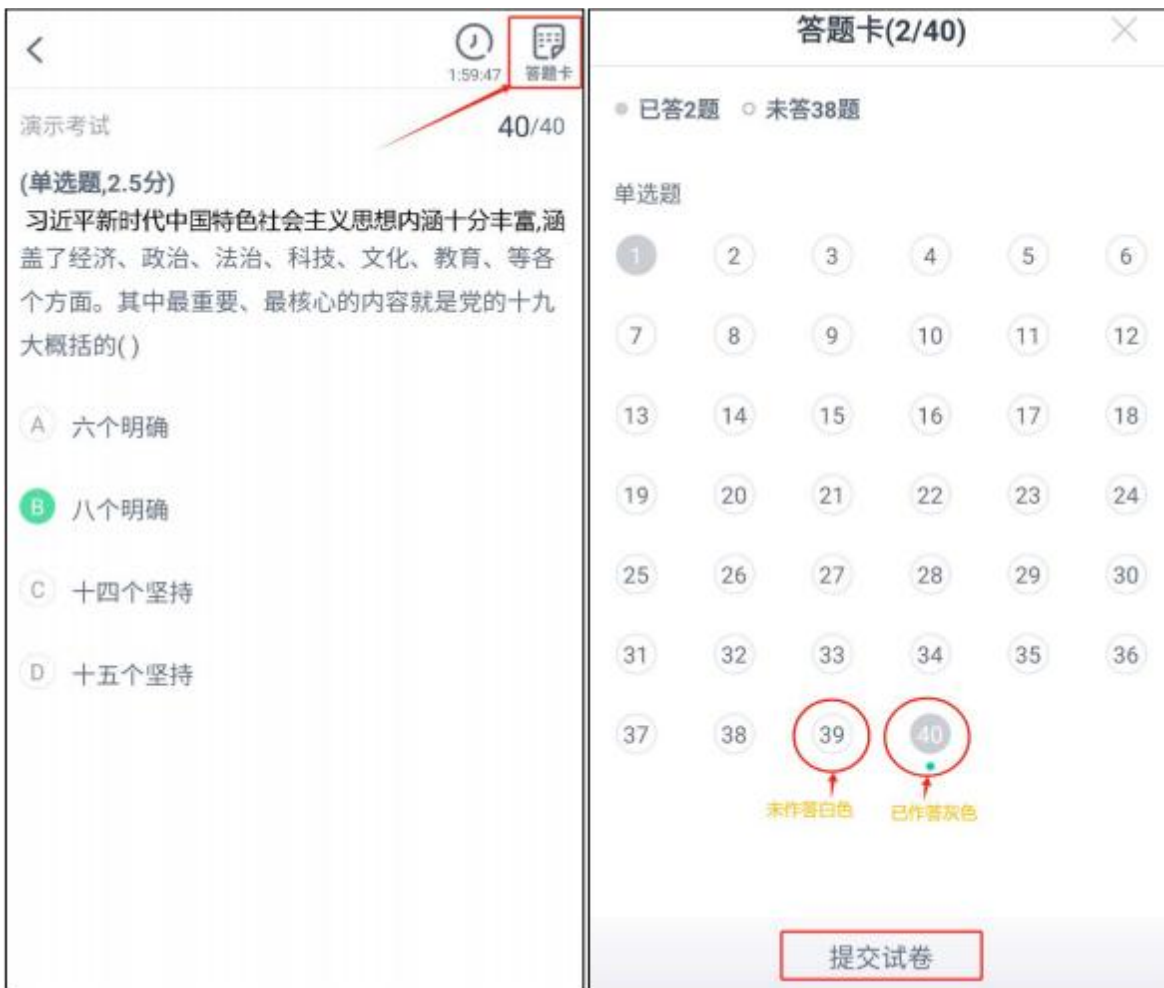 1:59:47 答题卡
演示考试 40/40
(单选题,2.5分)
习近平新时代中国特色社会主义思想内涵十分丰富,涵
盖了经济、政治、法治、科技、文化、教育、等各
个方面。其中最重要、最核心的内容就是党的十九
大概括的( )
A 六个明确
B 八个明确
C 十四个坚持
D 十五个坚持
答题卡(2/40)
已答2题 未答38题
单选题
1 2 3 4 5 6
7 8 9 10 11 12
13 14 15 16 17 18
19 20 21 22 23 24
25 26 27 28 29 30
31 32 33 34 35 36
37 38 39 40
未作答白色 已作答灰色
提交试卷